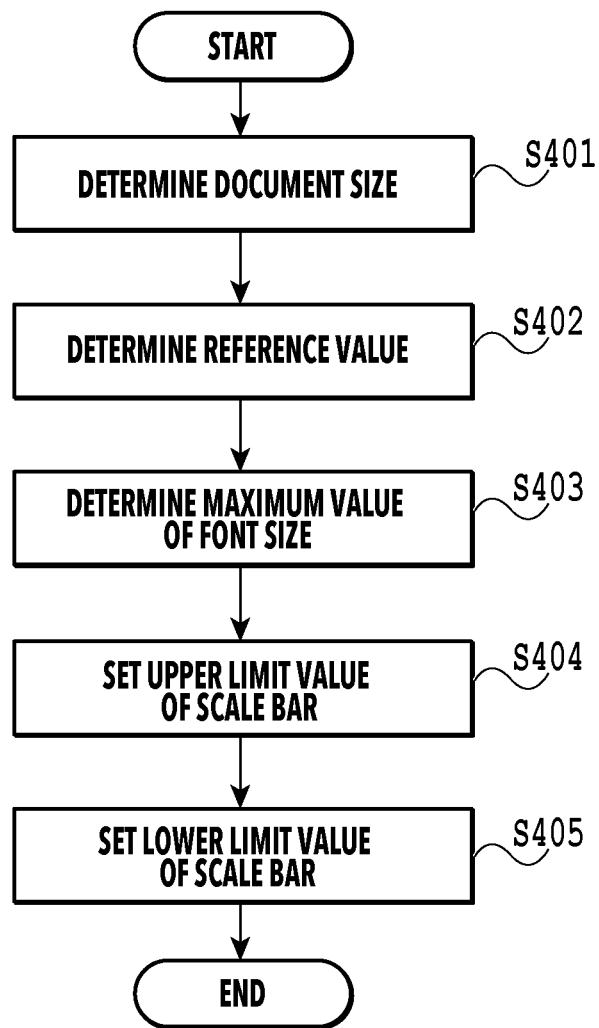 START
DETERMINE DOCUMENT SIZE
S401
DETERMINE REFERENCE VALUE
S402
DETERMINE MAXIMUM VALUE
OF FONT SIZE
S403
SET UPPER LIMIT VALUE
OF SCALE BAR
S404
SET LOWER LIMIT VALUE
OF SCALE BAR
S405
END